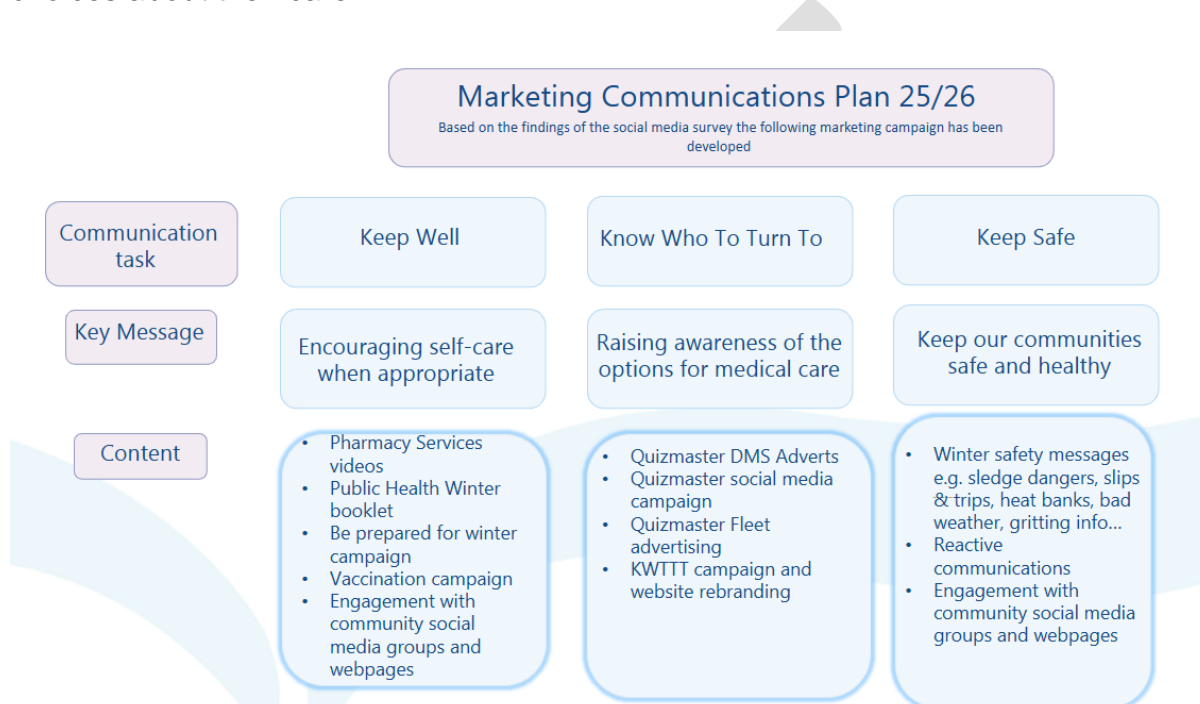 Marketing Communications Plan 25/26
Based on the findings of the social media survey the following marketing campaign has been
developed
Communication
task
Keep Well
Know Who To Turn To
Keep Safe
Key Message
Encouraging self-care
when appropriate
Raising awareness of the
options for medical care
Keep our communities
safe and healthy
Content
• Pharmacy Services
videos
• Public Health Winter
booklet
• Be prepared for winter
campaign
• Vaccination campaign
• Engagement with
community social
media groups and
webpages
• Quizmaster DMS Adverts
• Quizmaster social media
campaign
• Quizmaster Fleet
advertising
• KWTTT campaign and
website rebranding
• Winter safety messages
e.g. sledge dangers, slips
& trips, heat banks, bad
weather, gritting info...
• Reactive
communications
• Engagement with
community social media
groups and webpages